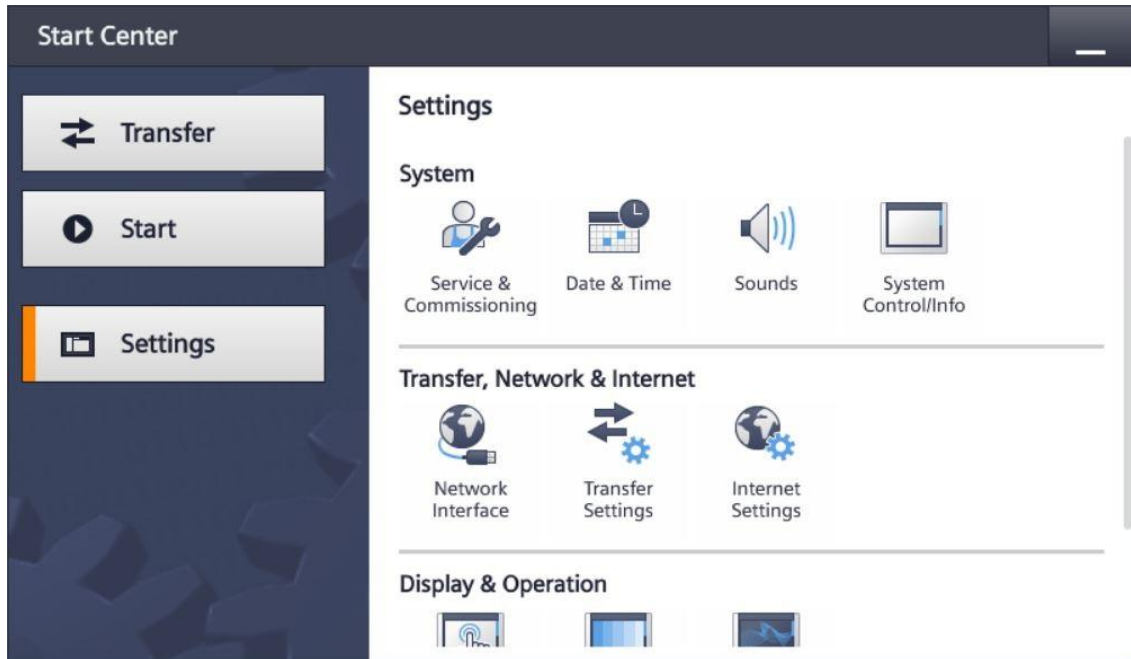 Start Center
Transfer
Start
Settings
Settings
System
Service &
Commissioning
Date & Time
Sounds
System
Control/Info
Transfer, Network & Internet
Network
Interface
Transfer
Settings
Internet
Settings
Display & Operation